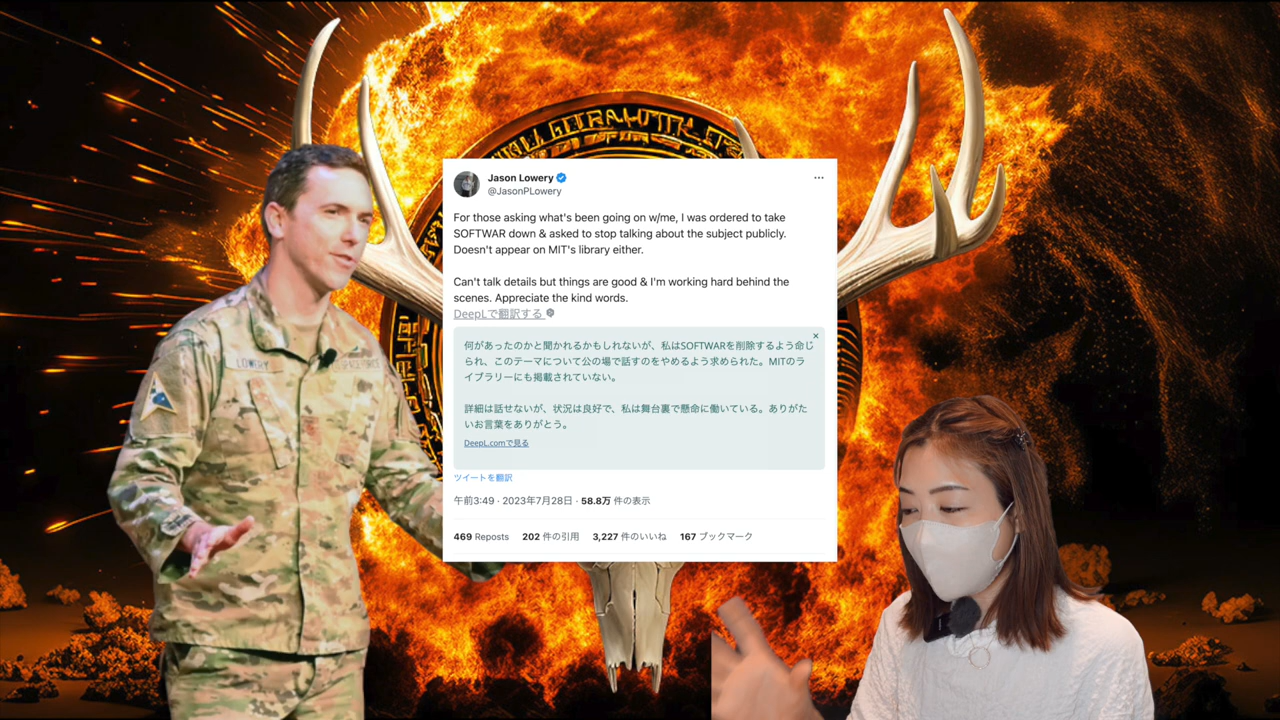 Jason Lowery
@JasonPLowery
For those asking what's been going on w/me, I was ordered to take
SOFTWAR down & asked to stop talking about the subject publicly.
Doesn't appear on MIT's library either.
Can't talk details but things are good & I'm working hard behind the
scenes. Appreciate the kind words.
DeepLで翻訳する
何があったのかと聞かれるかもしれないが、私はSOFTWARを削除するよう命じ
られ、このテーマについて公の場で話すのをやめるよう求められた。MITのラ
イブラリーにも掲載されていない。
詳細は話せないが、状況は良好で、私は舞台裏で懸命に働いている。ありがた
いお言葉をありがとう。
DeepL.comで見る
ツイートを翻訳
午前3:49 · 2023年7月28日 · 58.8万 件の表示
469 Reposts 202 件の引用 3,227 件のいいね 167 ブックマーク
LOWERY